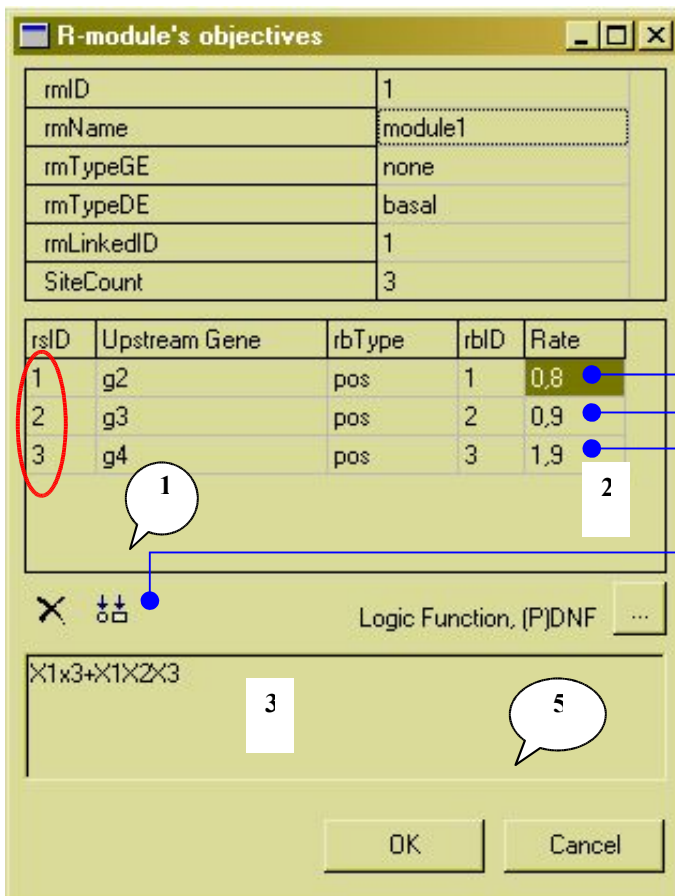 R-module's objectives
rmID 1
rmName module1
rmTypeGE none
rmTypeDE basal
rmLinkedID 1
SiteCount 3
rsID Upstream Gene rbType rbID Rate
1 g2 pos 1 0,8
2 g3 pos 2 0,9
3 g4 pos 3 1,9
1
2
Logic Function, (P)DNF ...
X1x3+X1X2X3
3
5
OK Cancel